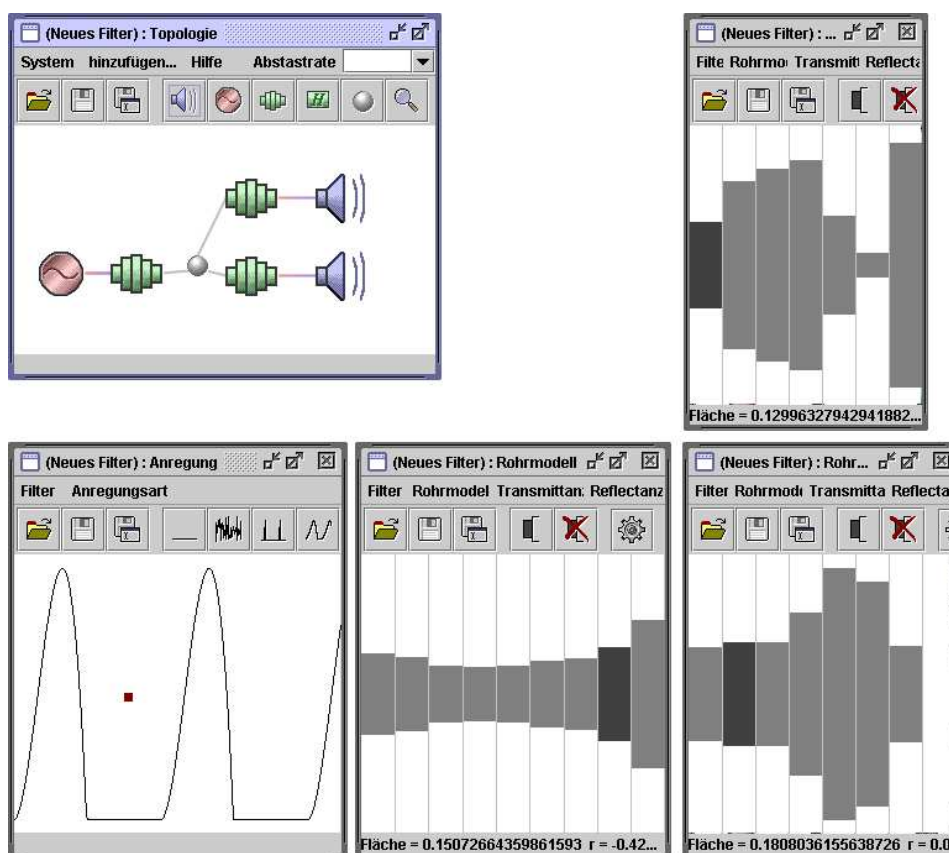 (Neues Filter) : Topologie
System hinzufügen... Hilfe Abstastrate
(Neues Filter) : ...
Filte Rohrmo Transmitt Reflecta
Fläche = 0.12996327942941882...
(Neues Filter) : Anregung
Filter Anregungsart
(Neues Filter) : Rohrmodell
Filter Rohrmodel Transmittan: Reflectanz
Fläche = 0.15072664359861593 r = -0.42...
(Neues Filter) : Rohr...
Filter Rohrmod Transmitta Reflecta
Fläche = 0.1808036155638726 r = 0.0